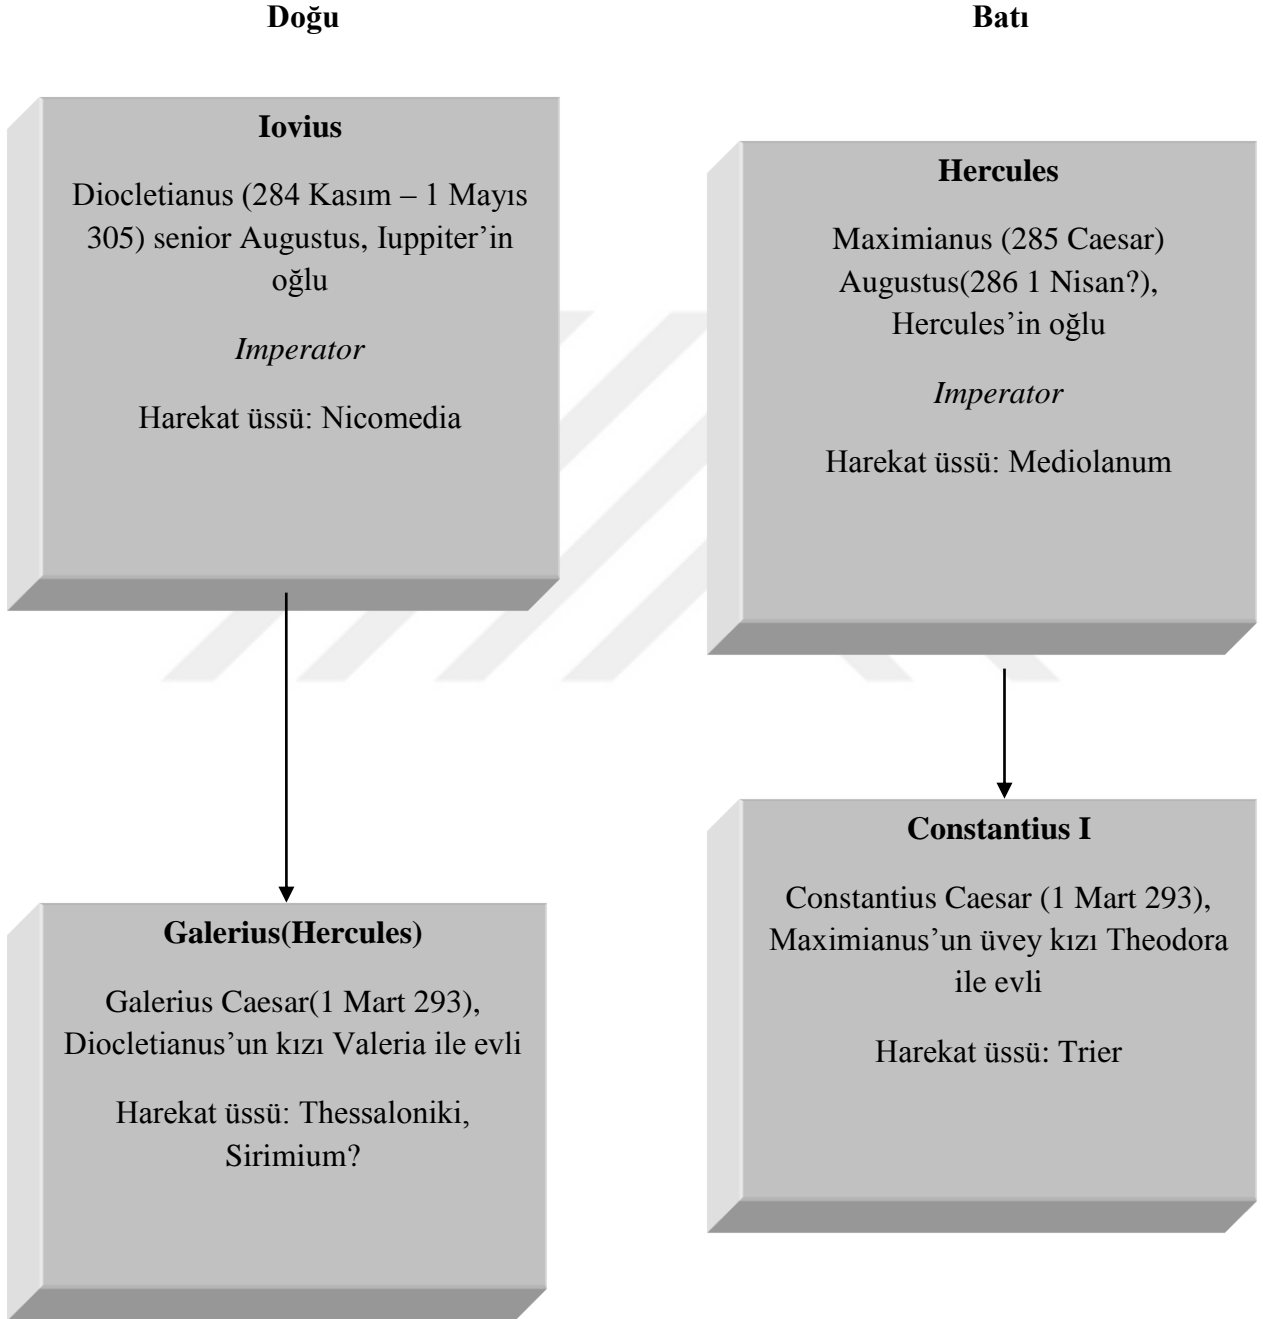 Doğu
Batı
Iovius
Diocletianus (284 Kasım – 1 Mayıs
305) senior Augustus, Iuppiter’in
oğlu
Imperator
Harekat üssü: Nicomedia
Hercules
Maximianus (285 Caesar)
Augustus(286 1 Nisan?),
Hercules’in oğlu
Imperator
Harekat üssü: Mediolanum
Galerius(Hercules)
Galerius Caesar(1 Mart 293),
Diocletianus’un kızı Valeria ile evli
Harekat üssü: Thessaloniki,
Sirimium?
Constantius I
Constantius Caesar (1 Mart 293),
Maximianus’un üvey kızı Theodora
ile evli
Harekat üssü: Trier